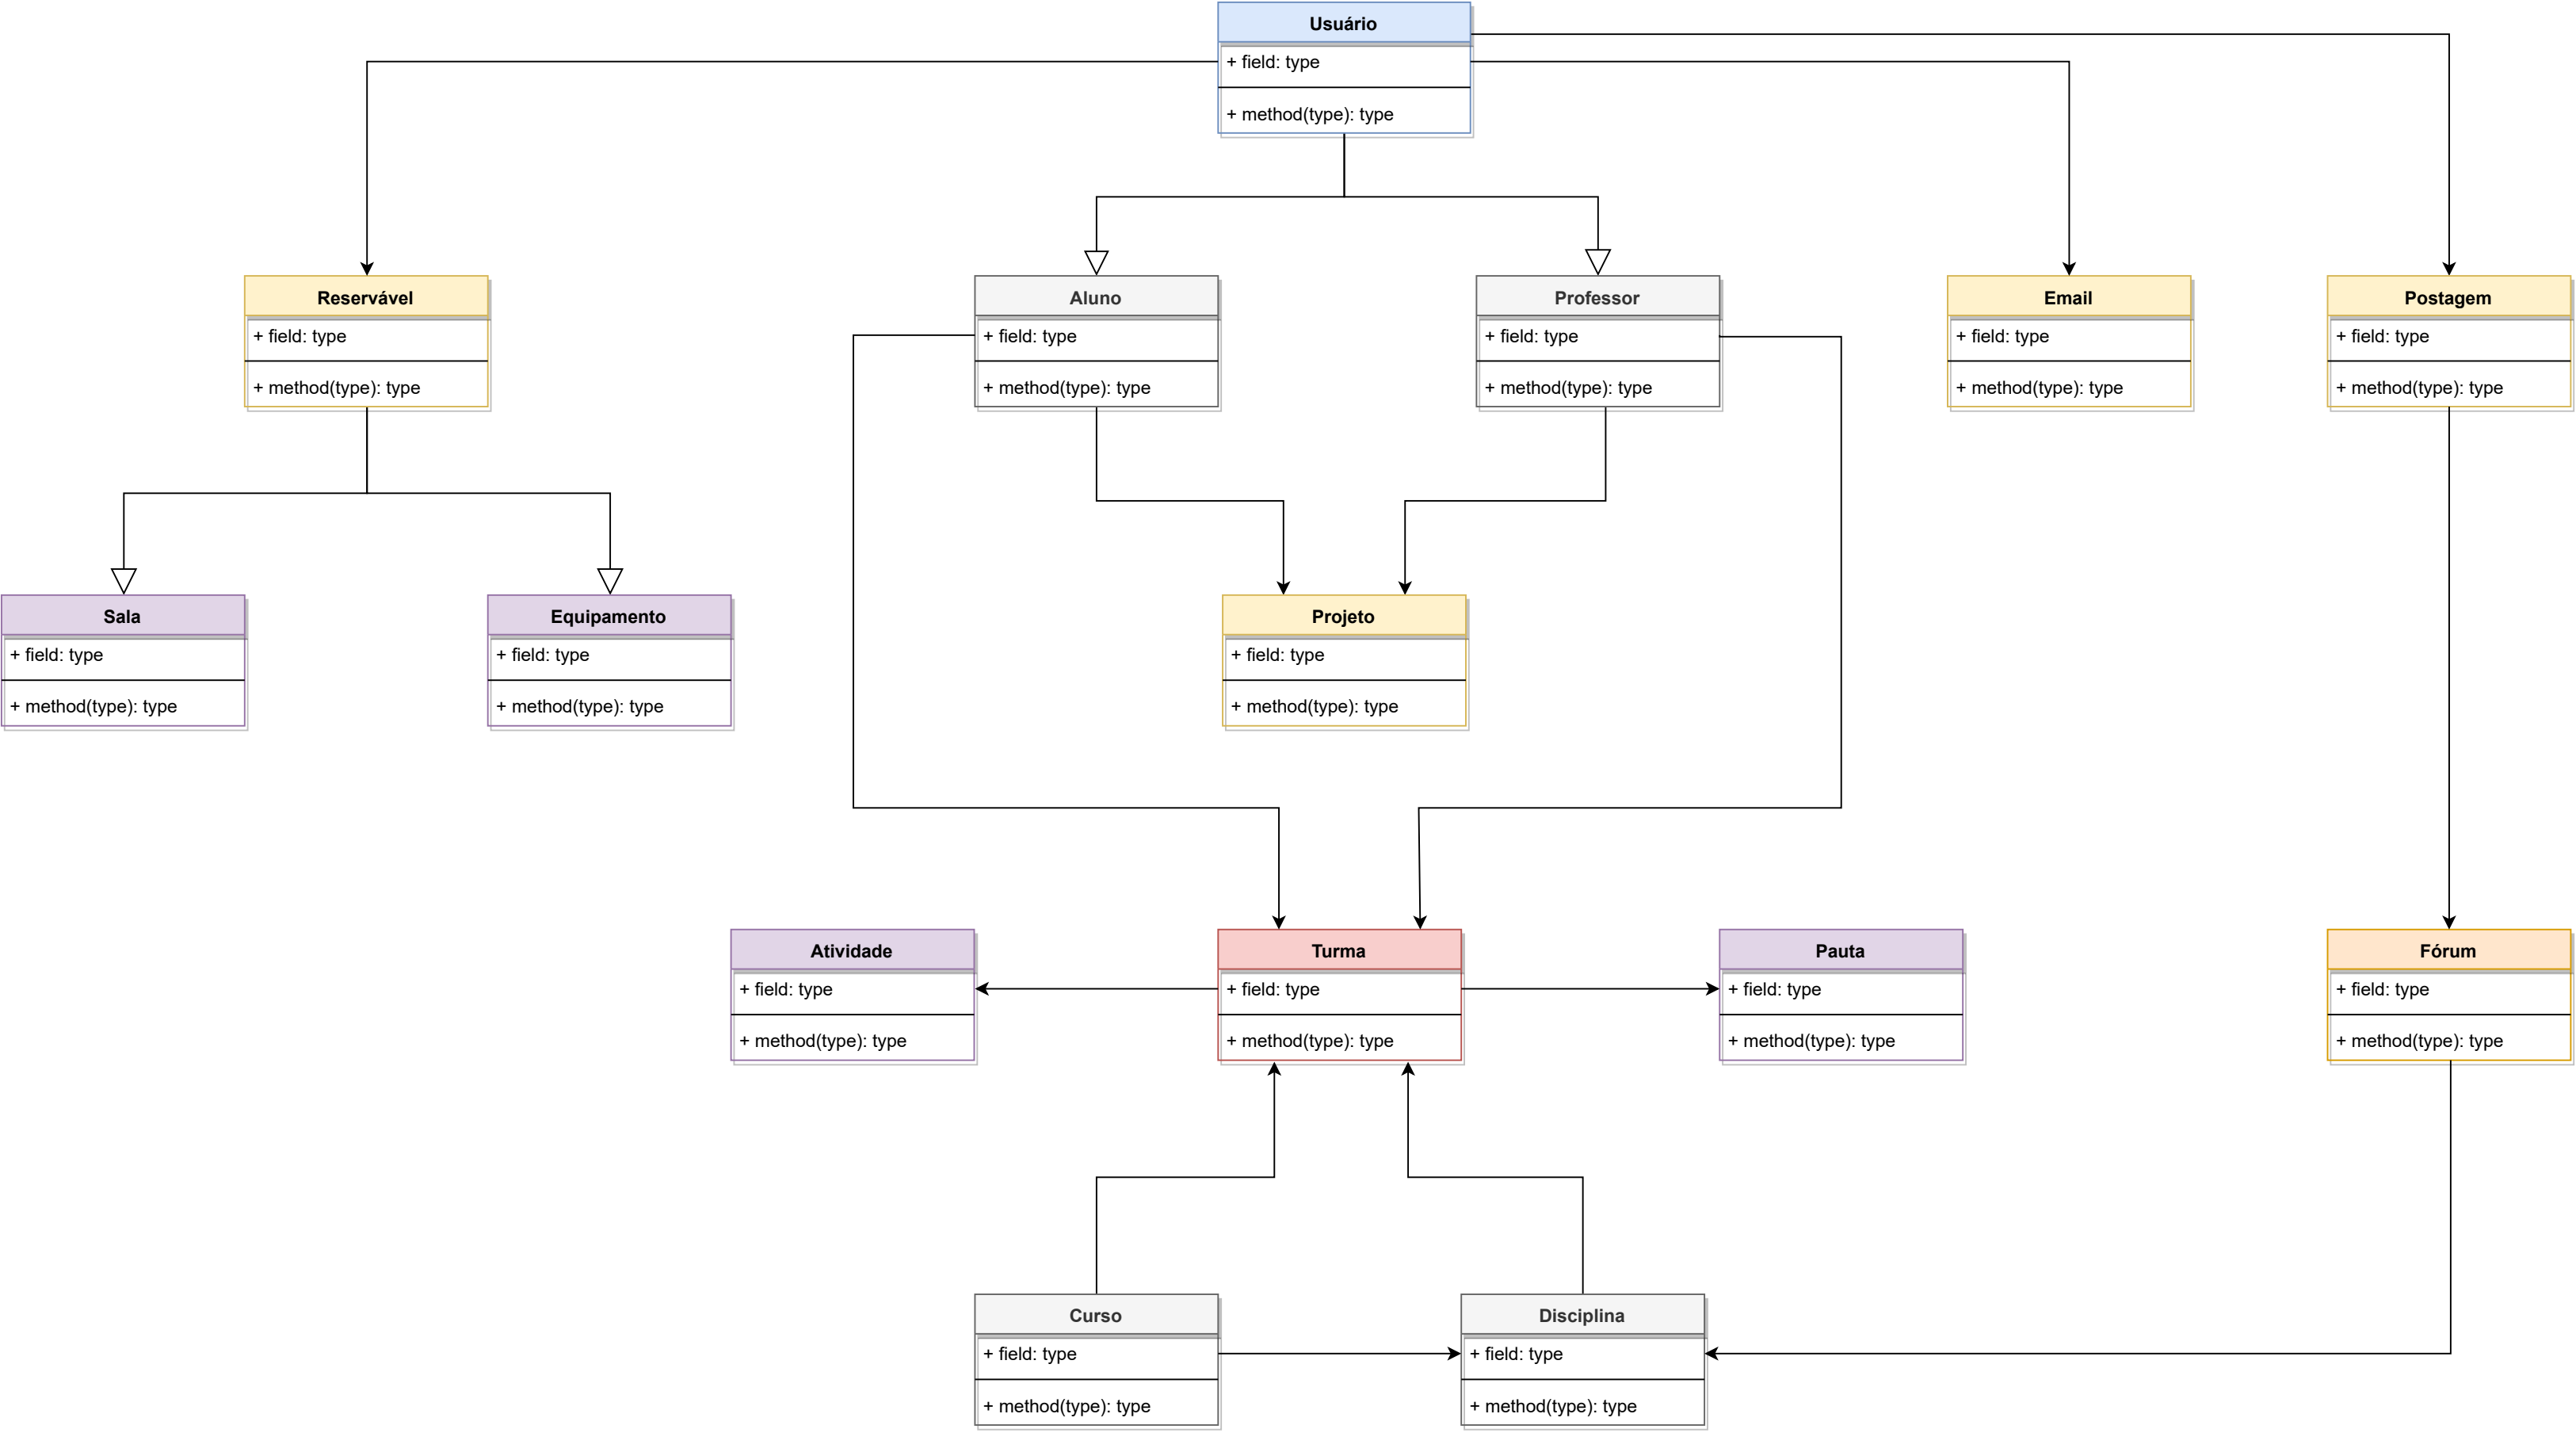 Usuário
+ field: type
+ method(type): type
Reservável
+ field: type
+ method(type): type
Aluno
+ field: type
+ method(type): type
Professor
+ field: type
+ method(type): type
Email
+ field: type
+ method(type): type
Postagem
+ field: type
+ method(type): type
Sala
+ field: type
+ method(type): type
Equipamento
+ field: type
+ method(type): type
Projeto
+ field: type
+ method(type): type
Atividade
+ field: type
+ method(type): type
Turma
+ field: type
+ method(type): type
Pauta
+ field: type
+ method(type): type
Fórum
+ field: type
+ method(type): type
Curso
+ field: type
+ method(type): type
Disciplina
+ field: type
+ method(type): type